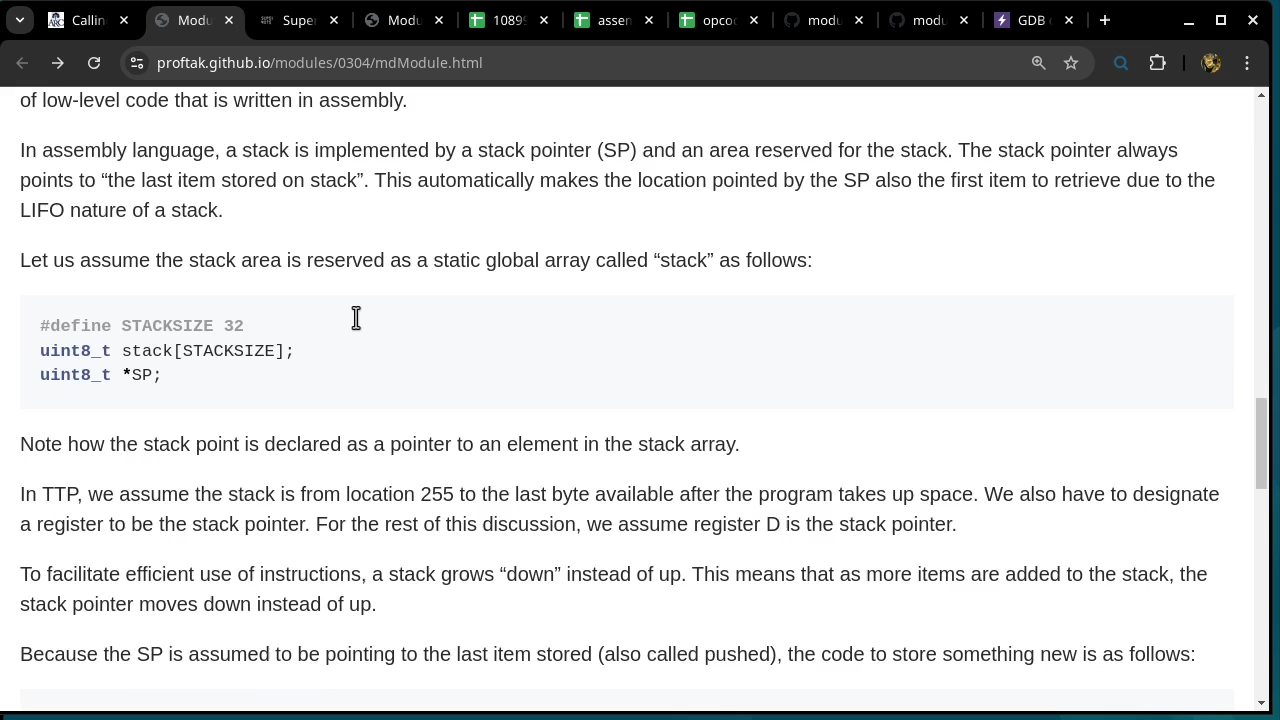 Calling
Modu
Super
Modu
10899
assem
opcod
modu
modu
GDB
proftak.github.io/modules/0304/mdModule.html
of low-level code that is written in assembly.
In assembly language, a stack is implemented by a stack pointer (SP) and an area reserved for the stack. The stack pointer always
points to “the last item stored on stack”. This automatically makes the location pointed by the SP also the first item to retrieve due to the
LIFO nature of a stack.
Let us assume the stack area is reserved as a static global array called “stack” as follows:
#define STACKSIZE 32
uint8_t stack[STACKSIZE];
uint8_t *SP;
Note how the stack point is declared as a pointer to an element in the stack array.
In TTP, we assume the stack is from location 255 to the last byte available after the program takes up space. We also have to designate
a register to be the stack pointer. For the rest of this discussion, we assume register D is the stack pointer.
To facilitate efficient use of instructions, a stack grows “down” instead of up. This means that as more items are added to the stack, the
stack pointer moves down instead of up.
Because the SP is assumed to be pointing to the last item stored (also called pushed), the code to store something new is as follows: